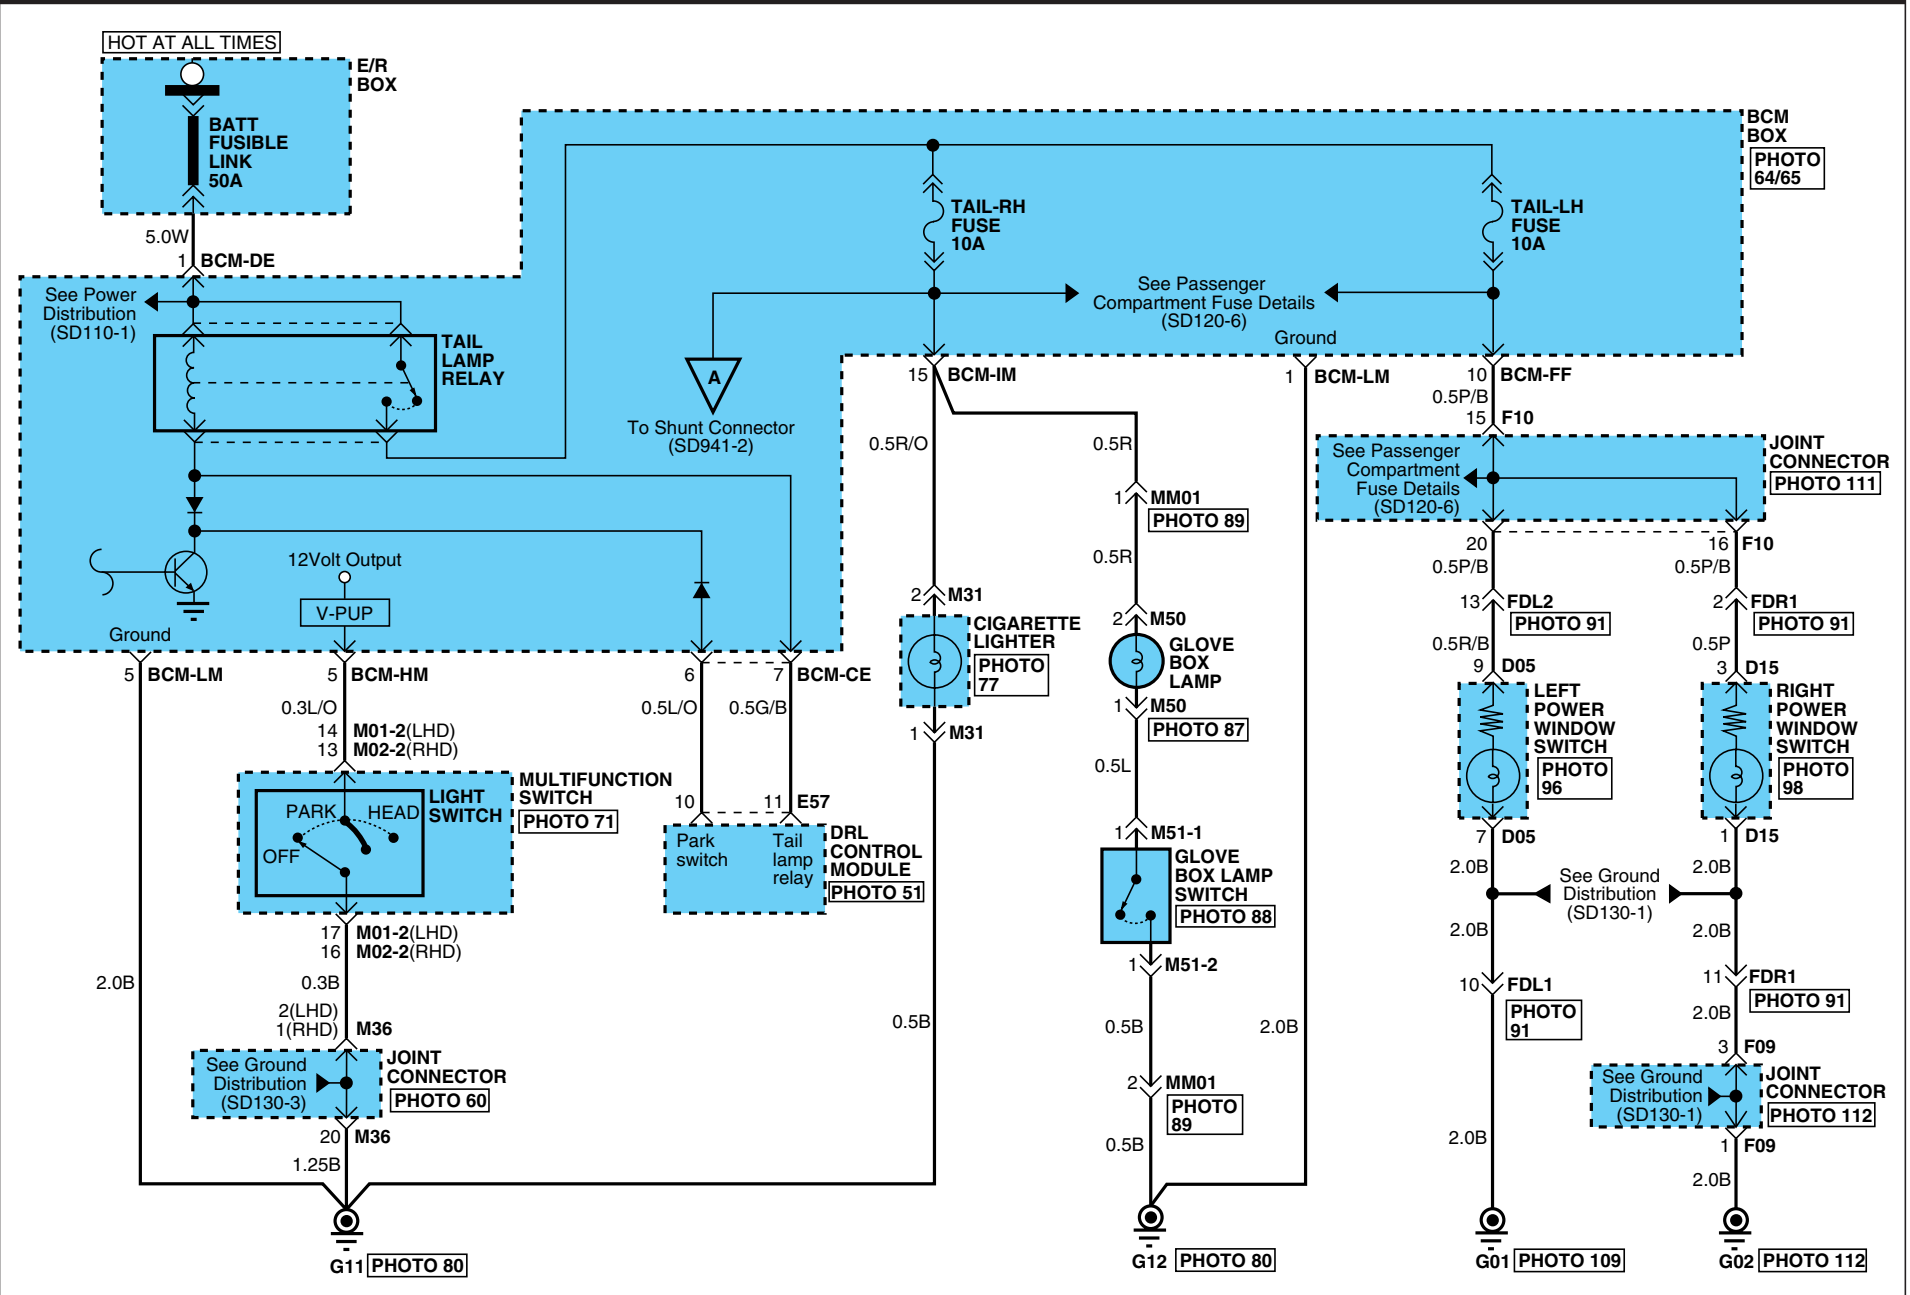 HOT AT ALL TIMES
E/R
BOX
BATT
FUSIBLE
LINK
50A
5.0W
1 BCM-DE
See Power
Distribution
(SD110-1)
TAIL
LAMP
RELAY
BCM
BOX
PHOTO
64/65
TAIL-RH
FUSE
10A
TAIL-LH
FUSE
10A
See Passenger
Compartment Fuse Details
(SD120-6)
Ground
A
To Shunt Connector
(SD941-2)
15 BCM-IM
1 BCM-LM
10 BCM-FF
0.5P/B
15 F10
0.5R/O
0.5R
See Passenger
Compartment
Fuse Details
(SD120-6)
JOINT
CONNECTOR
PHOTO 111
1 MM01
PHOTO 89
0.5R
20
16 F10
0.5P/B
0.5P/B
12Volt Output
V-PUP
Ground
2 M31
CIGARETTE
LIGHTER
PHOTO
77
1 M31
2 M50
GLOVE
BOX
LAMP
1 M50
PHOTO 87
13 FDL2
PHOTO 91
2 FDR1
PHOTO 91
0.5R/B
0.5P
9 D05
3 D15
LEFT
POWER
WINDOW
SWITCH
PHOTO
96
RIGHT
POWER
WINDOW
SWITCH
PHOTO
98
5 BCM-LM
5 BCM-HM
6
7 BCM-CE
0.3L/O
0.5L/O
0.5G/B
14 M01-2(LHD)
13 M02-2(RHD)
MULTIFUNCTION
SWITCH
PHOTO 71
LIGHT
SWITCH
PARK
HEAD
OFF
10
11 E57
Park
switch
Tail
lamp
relay
DRL
CONTROL
MODULE
PHOTO 51
0.5L
1 M51-1
GLOVE
BOX LAMP
SWITCH
PHOTO 88
1 M51-2
7 D05
1 D15
2.0B
2.0B
See Ground
Distribution
(SD130-1)
2.0B
2.0B
17 M01-2(LHD)
16 M02-2(RHD)
2.0B
0.3B
2(LHD)
1(RHD) M36
0.5B
0.5B
2.0B
10 FDL1
PHOTO
91
11 FDR1
PHOTO 91
2.0B
3 F09
See Ground
Distribution
(SD130-3)
JOINT
CONNECTOR
PHOTO 60
20 M36
1.25B
2 MM01
PHOTO
89
0.5B
2.0B
See Ground
Distribution
(SD130-1)
JOINT
CONNECTOR
PHOTO 112
1 F09
2.0B
G11 PHOTO 80
G12 PHOTO 80
G01 PHOTO 109
G02 PHOTO 112